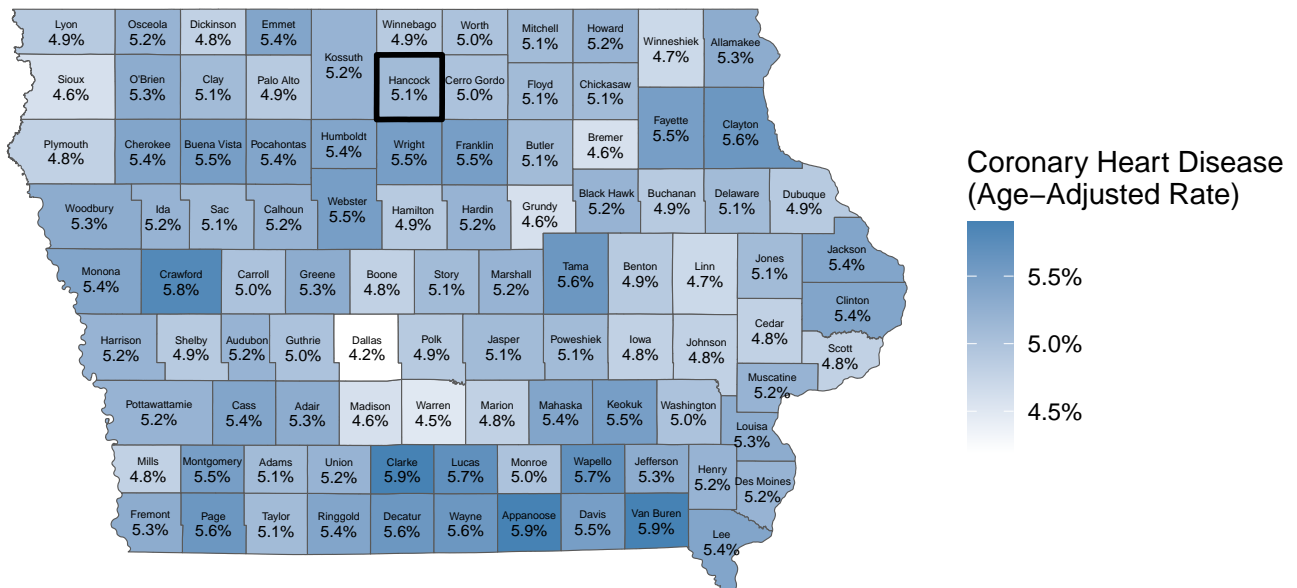 Lyon
4.9%
Osceola
5.2%
Dickinson
4.8%
Emmet
5.4%
Kossuth
5.2%
Winnebago
4.9%
Worth
5.0%
Mitchell
5.1%
Howard
5.2%
Winneshiek
4.7%
Allamakee
5.3%
Sioux
4.6%
O'Brien
5.3%
Clay
5.1%
Palo Alto
4.9%
Hancock
5.1%
Cerro Gordo
5.0%
Floyd
5.1%
Chickasaw
5.1%
Fayette
5.5%
Clayton
5.6%
Plymouth
4.8%
Cherokee
5.4%
Buena Vista
5.5%
Pocahontas
5.4%
Humboldt
5.4%
Wright
5.5%
Franklin
5.5%
Butler
5.1%
Bremer
4.6%
Woodbury
5.3%
Ida
5.2%
Sac
5.1%
Calhoun
5.2%
Webster
5.5%
Hamilton
4.9%
Hardin
5.2%
Grundy
4.6%
Black Hawk
5.2%
Buchanan
4.9%
Delaware
5.1%
Dubuque
4.9%
Monona
5.4%
Crawford
5.8%
Carroll
5.0%
Greene
5.3%
Boone
4.8%
Story
5.1%
Marshall
5.2%
Tama
5.6%
Benton
4.9%
Linn
4.7%
Jones
5.1%
Jackson
5.4%
Clinton
5.4%
Harrison
5.2%
Shelby
4.9%
Audubon
5.2%
Guthrie
5.0%
Dallas
4.2%
Polk
4.9%
Jasper
5.1%
Poweshiek
5.1%
Iowa
4.8%
Johnson
4.8%
Cedar
4.8%
Scott
4.8%
Muscatine
5.2%
Pottawattamie
5.2%
Cass
5.4%
Adair
5.3%
Madison
4.6%
Warren
4.5%
Marion
4.8%
Mahaska
5.4%
Keokuk
5.5%
Washington
5.0%
Louisa
5.3%
Mills
4.8%
Montgomery
5.5%
Adams
5.1%
Union
5.2%
Clarke
5.9%
Lucas
5.7%
Monroe
5.0%
Wapello
5.7%
Jefferson
5.3%
Henry
5.2%
Des Moines
5.2%
Fremont
5.3%
Page
5.6%
Taylor
5.1%
Ringgold
5.4%
Decatur
5.6%
Wayne
5.6%
Appanoose
5.9%
Davis
5.5%
Van Buren
5.9%
Lee
5.4%
Coronary Heart Disease
(Age−Adjusted Rate)
5.5%
5.0%
4.5%